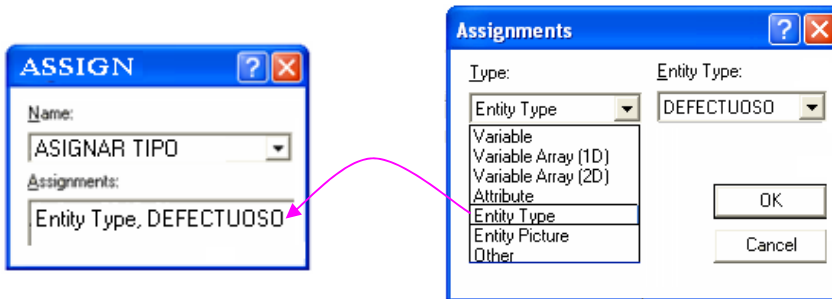 ASSIGN
Name:
ASIGNAR TIPO
Assignments:
Entity Type, DEFECTUOSO
Assignments
Type:
Entity Type:
Entity Type
DEFECTUOSO
Variable
Variable Array (1D)
Variable Array (2D)
Attribute
Entity Type
Entity Picture
Other
OK
Cancel